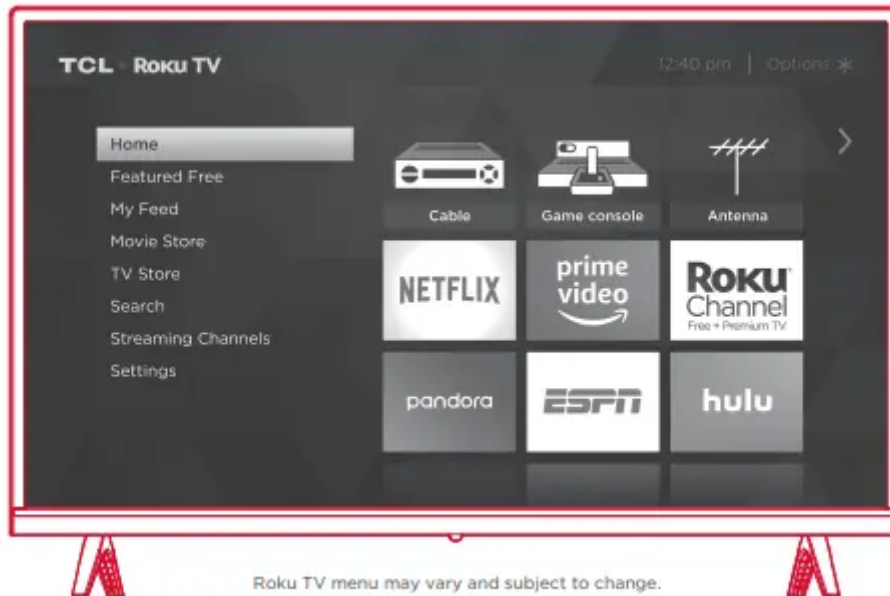 TCL · Roku TV
12:40 pm | Options ✱
Home
Featured Free
My Feed
Movie Store
TV Store
Search
Streaming Channels
Settings
Cable
Game console
Antenna
NETFLIX
prime
video
Roku
Channel
Free + Premium TV
pandora
ESPN
hulu
Roku TV menu may vary and subject to change.